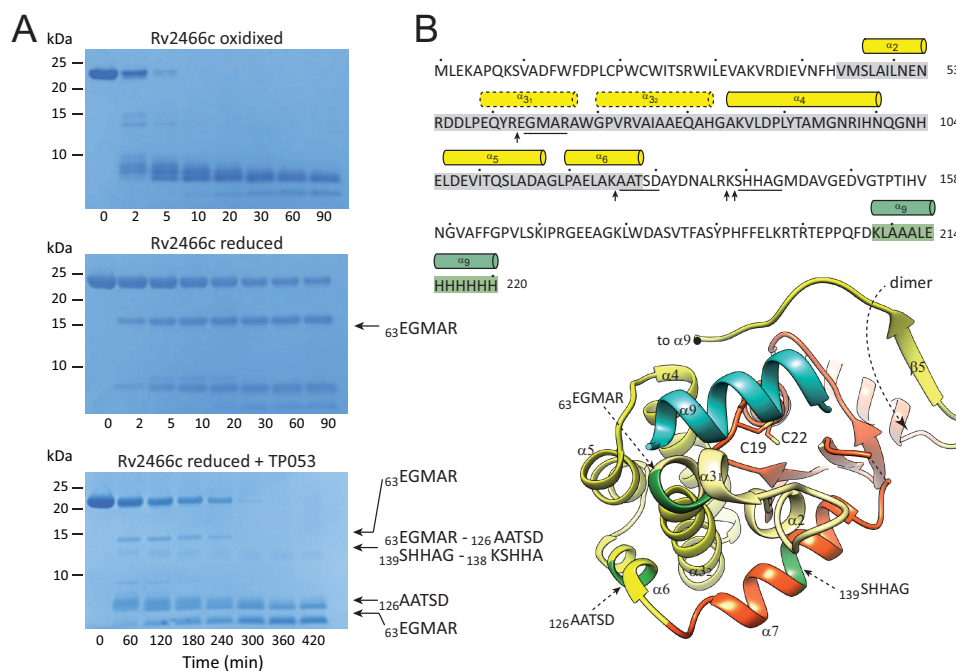 A
kDa
Rv2466c oxidixed
25
20
15
10
0 2 5 10 20 30 60 90
kDa
Rv2466c reduced
25
20
15
10
63EGMAR
0 2 5 10 20 30 60 90
kDa
Rv2466c reduced + TP053
25
20
15
10
63EGMAR
63EGMAR - 126AATSD
139SHHAG - 138KSHHA
126AATSD
63EGMAR
0 60 120 180 240 300 360 420
Time (min)
B
α2
MLEKAPQKSVADFWFDPLCPWCWITSRWILEVAKVRDIEVNFHVMSLAILNEN 53
α31 α32 α4
RDDLPEQYREGMARAWGPVRVAIAAEQAHGAKVLDPLYTAMGNRIHNQGNH 104
α5 α6
ELDEVITQSLADAGLPAELAKAATSDAYDNALRKSHHAGMDAVGEDVGTPTIHV 158
α9
NGVAFFGPVLSKIPRGEEAGKLWDASVTFASYPHFFELKRTRTEPPQFDKLAAALE 214
α9
HHHHHH 220
dimer
to α9
β5
α4
63EGMAR
α9
C22
C19
α5
α31
α2
α32
α6
139SHHAG
126AATSD
α7